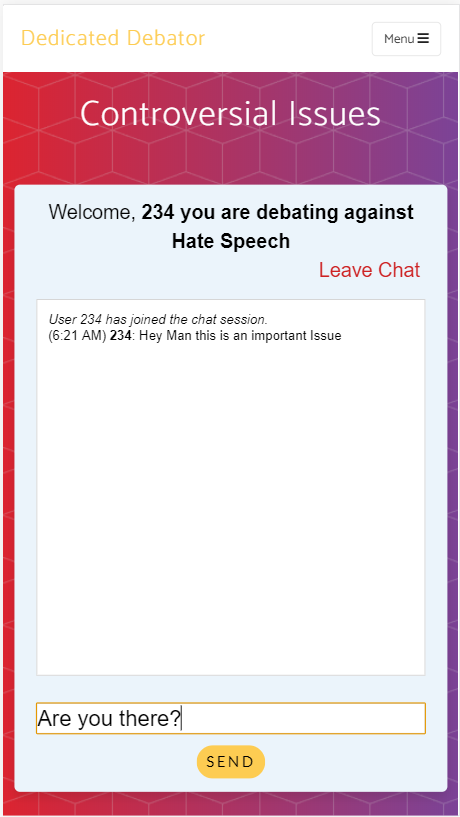 Dedicated Debator
Menu
Controversial Issues
Welcome, 234 you are debating against
Hate Speech
Leave Chat
User 234 has joined the chat session.
(6:21 AM) 234: Hey Man this is an important Issue
Are you there?
SEND